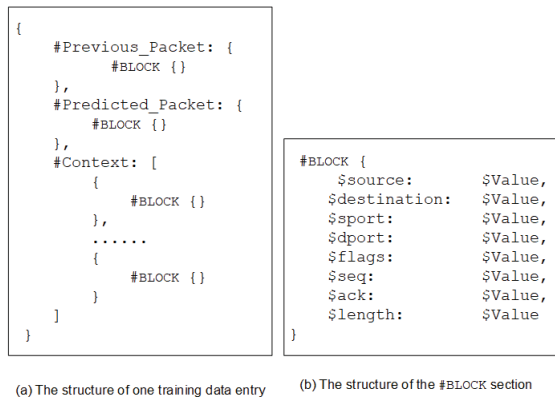 {
#Previous_Packet: {
#BLOCK {}
},
#Predicted_Packet: {
#BLOCK {}
},
#Context: [
{
#BLOCK {}
},
......
{
#BLOCK {}
}
]
}
(a) The structure of one training data entry
#BLOCK {
$source: $Value,
$destination: $Value,
$sport: $Value,
$dport: $Value,
$flags: $Value,
$seq: $Value,
$ack: $Value,
$length: $Value
}
(b) The structure of the #BLOCK section